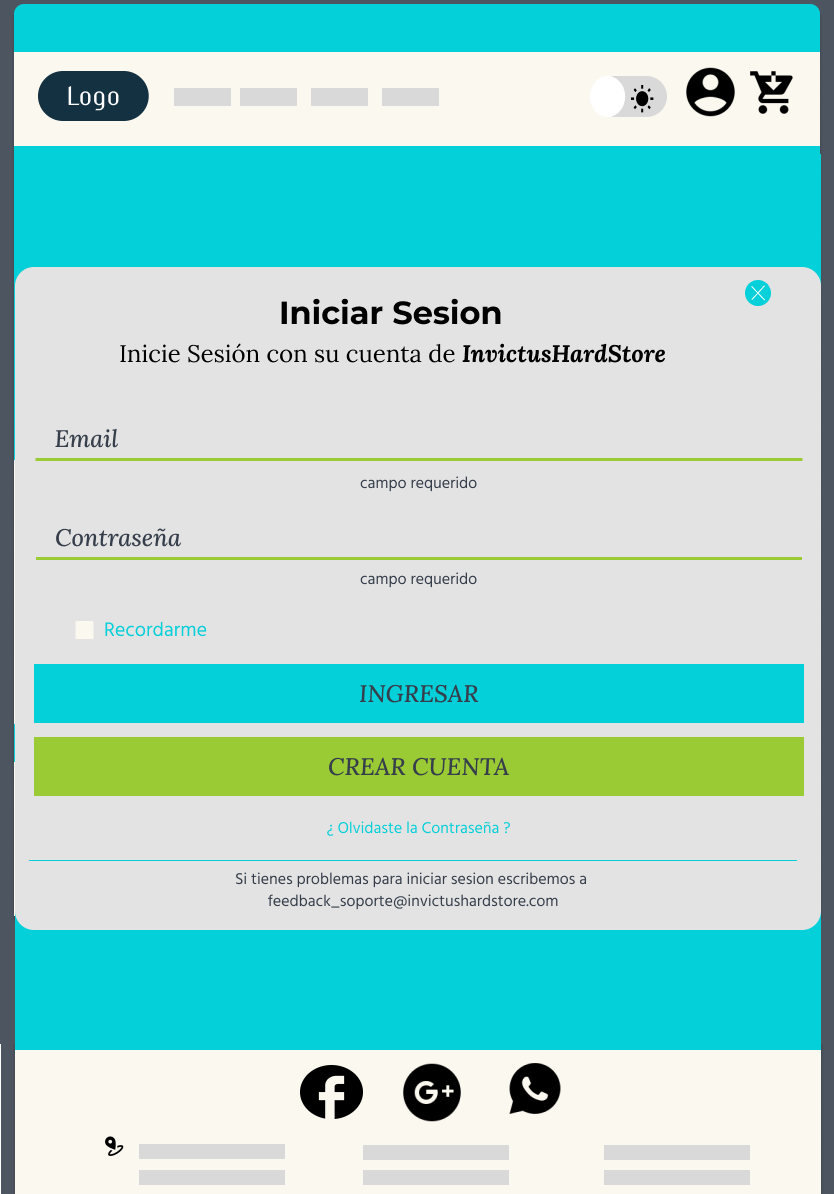 Logo
Iniciar Sesion
Inicie Sesión con su cuenta de InvictusHardStore
Email
campo requerido
Contraseña
campo requerido
Recordarme
INGRESAR
CREAR CUENTA
¿ Olvidaste la Contraseña ?
Si tienes problemas para iniciar sesion escribemos a
feedback_soporte@invictushardstore.com
G+